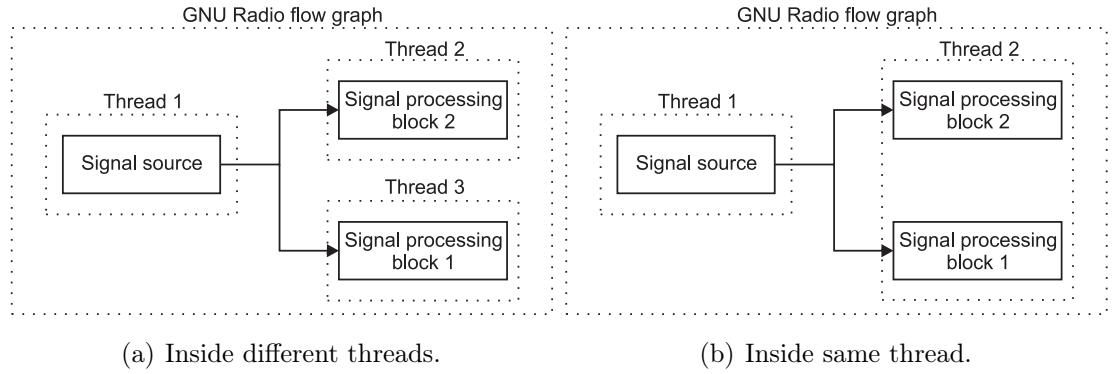 GNU Radio flow graph
Thread 2
Thread 1
Signal processing
block 2
Signal source
Thread 3
Signal processing
block 1
(a) Inside different threads.
GNU Radio flow graph
Thread 2
Thread 1
Signal processing
block 2
Signal source
Signal processing
block 1
(b) Inside same thread.